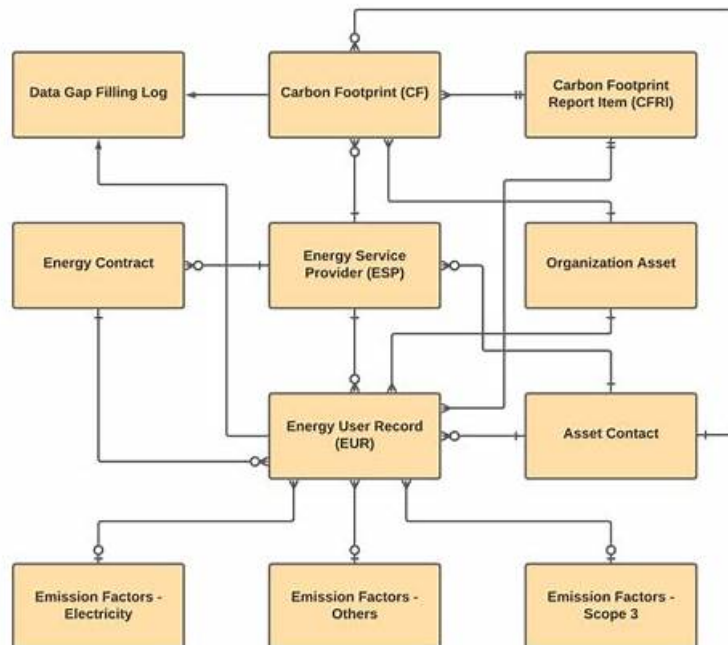 Data Gap Filling Log
Carbon Footprint (CF)
Carbon Footprint
Report Item (CFRI)
Energy Contract
Energy Service
Provider (ESP)
Organization Asset
Energy User Record
(EUR)
Asset Contact
Emission Factors -
Electricity
Emission Factors -
Others
Emission Factors -
Scope 3